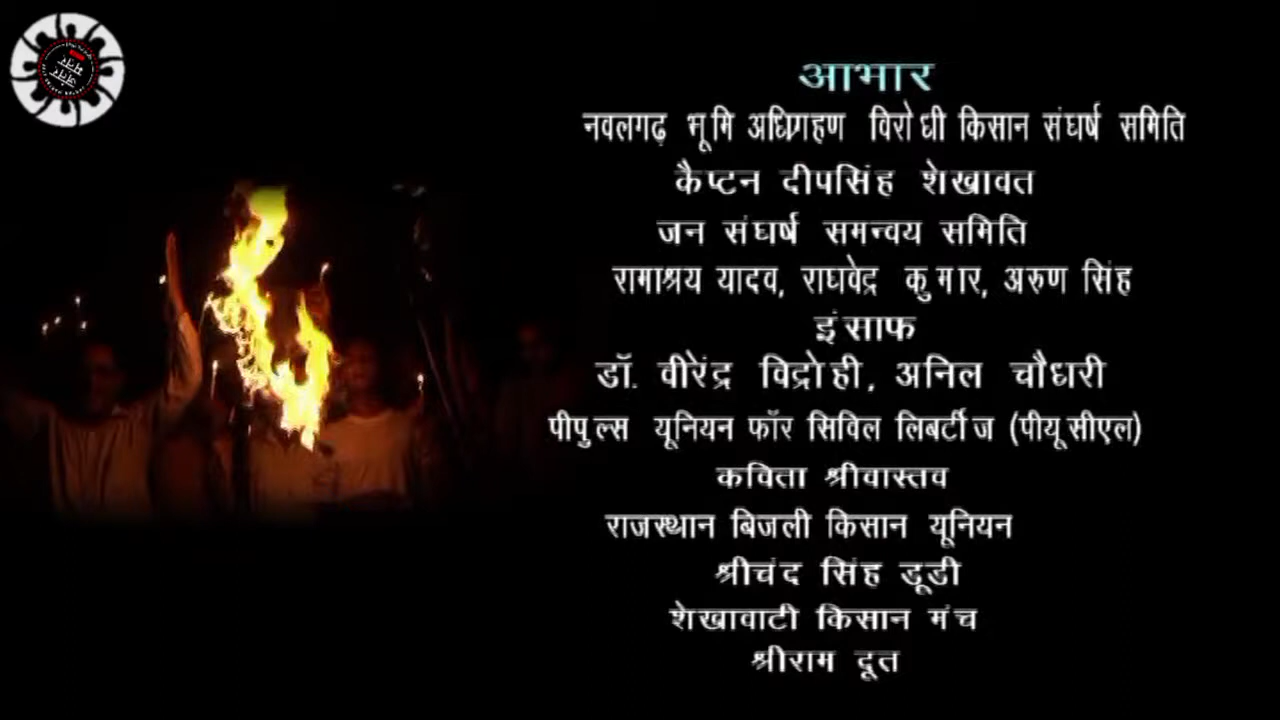 आभार
नवलगढ़ भूमि अधिग्रहण विरोधी किसान संघर्ष समिति
कैप्टन दीपसिंह शेखावत
जन संघर्ष समन्वय समिति
रामाश्रय यादव, राघवेद्र कुमार, अरुण सिंह
इंसाफ
डॉ. वीरेंद्र विद्रोही, अनिल चौधरी
पीपुल्स यूनियन फॉर सिविल लिबर्टीज (पीयूसीएल)
कविता श्रीवास्तव
राजस्थान बिजली किसान यूनियन
श्रीचंद सिंह डूडी
शेखावाटी किसान मंच
श्रीराम दूत